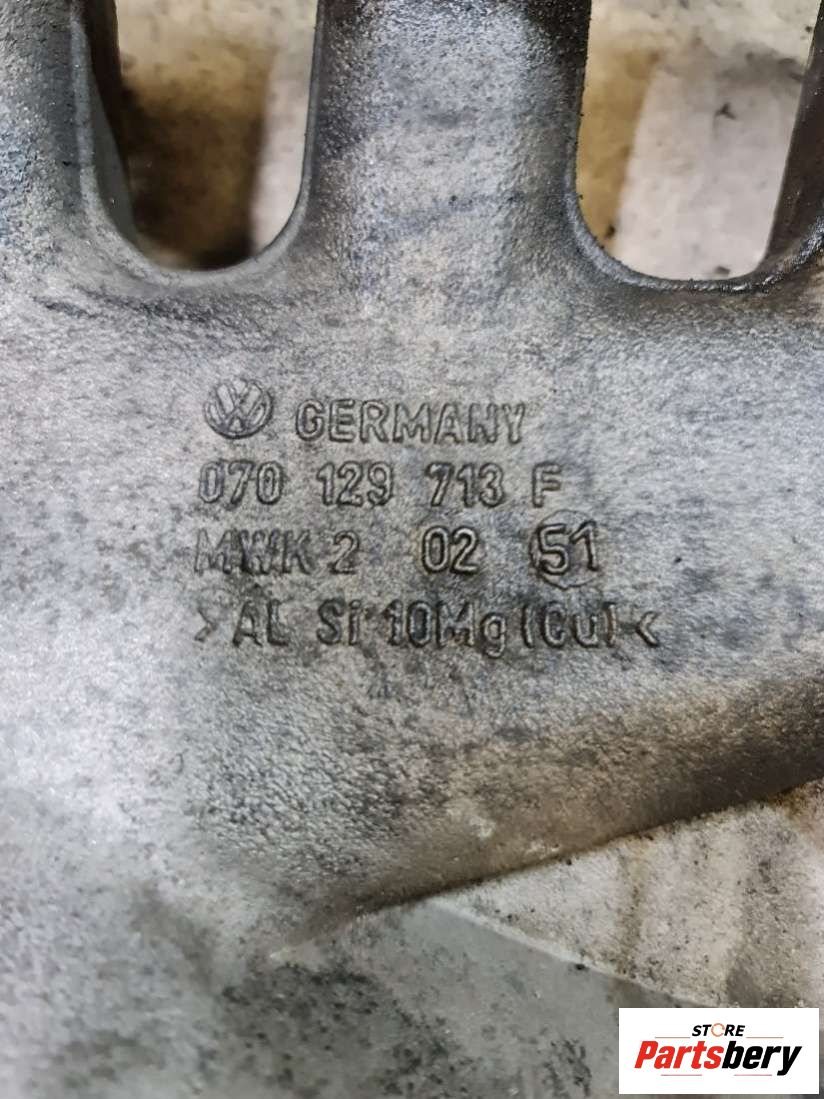 GERMANY
070 129 713 F
MWK 2 02 51
>AL Si 10Mg(Cu)<
STORE
Partsbery